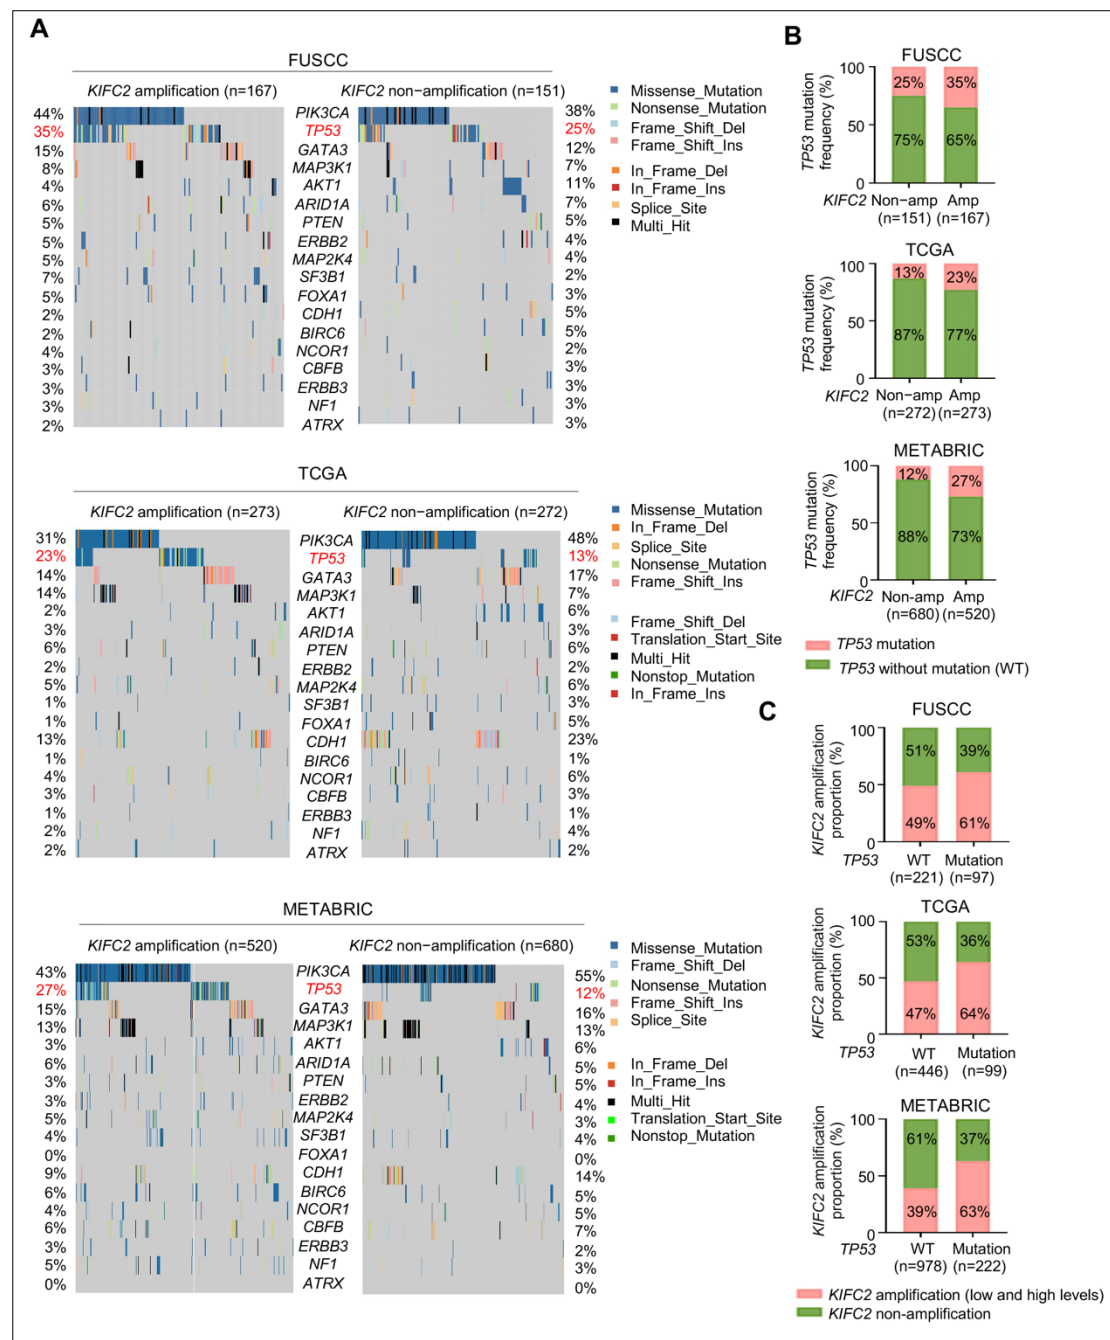 A
FUSCC
KIFC2 amplification (n=167)
KIFC2 non-amplification (n=151)
44% PIK3CA 38%
35% TP53 25%
15% GATA3 12%
8% MAP3K1 7%
4% AKT1 11%
6% ARID1A 7%
5% PTEN 5%
5% ERBB2 4%
5% MAP2K4 4%
7% SF3B1 2%
5% FOXA1 3%
2% CDH1 5%
2% BIRC6 5%
4% NCOR1 2%
3% CBFB 3%
3% ERBB3 3%
3% NF1 3%
2% ATRX 3%
Missense_Mutation
Nonsense_Mutation
Frame_Shift_Del
Frame_Shift_Ins
In_Frame_Del
In_Frame_Ins
Splice_Site
Multi_Hit
TCGA
KIFC2 amplification (n=273)
KIFC2 non-amplification (n=272)
31% PIK3CA 48%
23% TP53 13%
14% GATA3 17%
14% MAP3K1 7%
2% AKT1 6%
3% ARID1A 3%
6% PTEN 6%
2% ERBB2 2%
5% MAP2K4 6%
1% SF3B1 3%
1% FOXA1 5%
13% CDH1 23%
1% BIRC6 1%
4% NCOR1 6%
3% CBFB 3%
1% ERBB3 1%
2% NF1 4%
2% ATRX 2%
Missense_Mutation
In_Frame_Del
Splice_Site
Nonsense_Mutation
Frame_Shift_Ins
Frame_Shift_Del
Translation_Start_Site
Multi_Hit
Nonstop_Mutation
In_Frame_Ins
METABRIC
KIFC2 amplification (n=520)
KIFC2 non-amplification (n=680)
43% PIK3CA 55%
27% TP53 12%
15% GATA3 16%
13% MAP3K1 13%
3% AKT1 6%
6% ARID1A 5%
3% PTEN 5%
3% ERBB2 4%
5% MAP2K4 3%
4% SF3B1 4%
0% FOXA1 0%
9% CDH1 14%
6% BIRC6 5%
4% NCOR1 5%
6% CBFB 7%
3% ERBB3 2%
5% NF1 3%
0% ATRX 0%
Missense_Mutation
Frame_Shift_Del
Nonsense_Mutation
Frame_Shift_Ins
Splice_Site
In_Frame_Del
In_Frame_Ins
Multi_Hit
Translation_Start_Site
Nonstop_Mutation
B
FUSCC
TP53 mutation
frequency (%)
100
50
0
25% 35%
75% 65%
KIFC2 Non-amp Amp
(n=151) (n=167)
TCGA
TP53 mutation
frequency (%)
100
50
0
13% 23%
87% 77%
KIFC2 Non-amp Amp
(n=272) (n=273)
METABRIC
TP53 mutation
frequency (%)
100
50
0
12% 27%
88% 73%
KIFC2 Non-amp Amp
(n=680) (n=520)
TP53 mutation
TP53 without mutation (WT)
C
FUSCC
KIFC2 amplification
proportion (%)
100
50
0
51% 39%
49% 61%
TP53 WT Mutation
(n=221) (n=97)
TCGA
KIFC2 amplification
proportion (%)
100
50
0
53% 36%
47% 64%
TP53 WT Mutation
(n=446) (n=99)
METABRIC
KIFC2 amplification
proportion (%)
100
50
0
61% 37%
39% 63%
TP53 WT Mutation
(n=978) (n=222)
KIFC2 amplification (low and high levels)
KIFC2 non-amplification